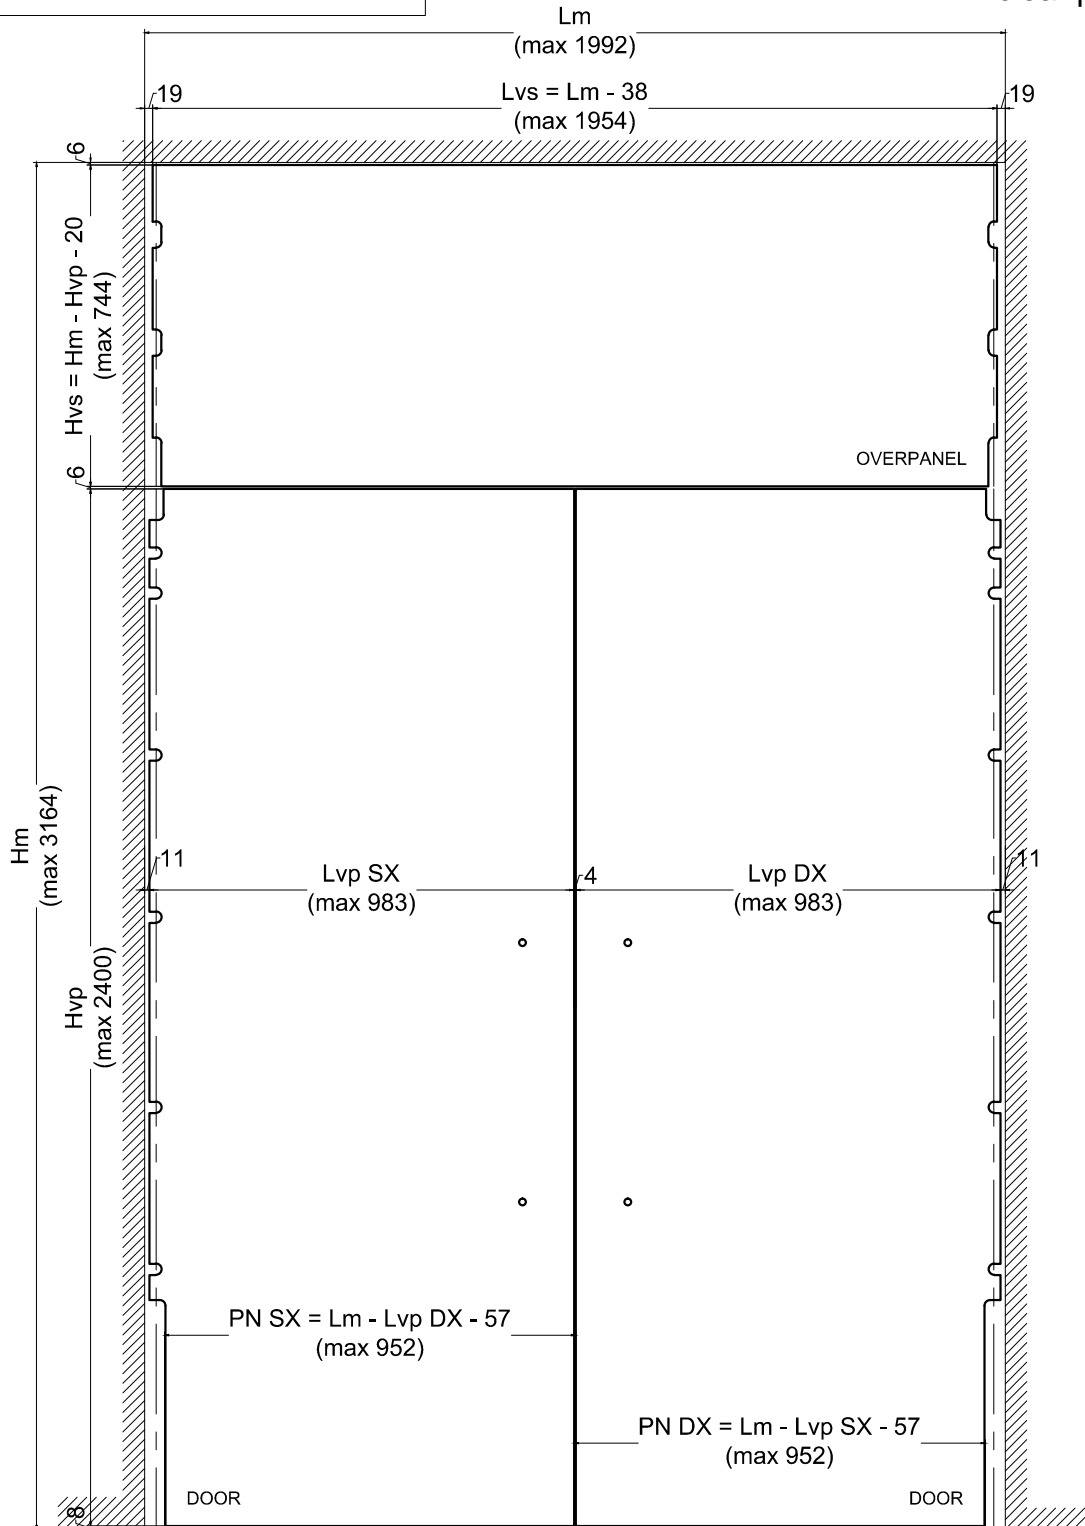 Lm
(max 1992)
19
Lvs = Lm - 38
(max 1954)
19
6
Hvs = Hm - Hvp - 20
(max 744)
OVERPANEL
6
Hm
(max 3164)
11
Lvp SX
(max 983)
4
Lvp DX
(max 983)
11
Hvp
(max 2400)
PN SX = Lm - Lvp DX - 57
(max 952)
PN DX = Lm - Lvp SX - 57
(max 952)
DOOR
DOOR
8